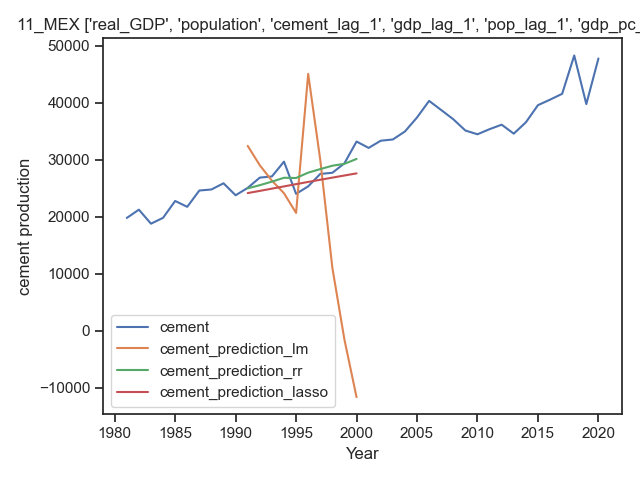 11_MEX ['real_GDP', 'population', 'cement_lag_1', 'gdp_lag_1', 'pop_lag_1', 'gdp_pc_
50000
40000
30000
20000
10000
0
−10000
cement production
cement
cement_prediction_lm
cement_prediction_rr
cement_prediction_lasso
1980 1985 1990 1995 2000 2005 2010 2015 2020
Year